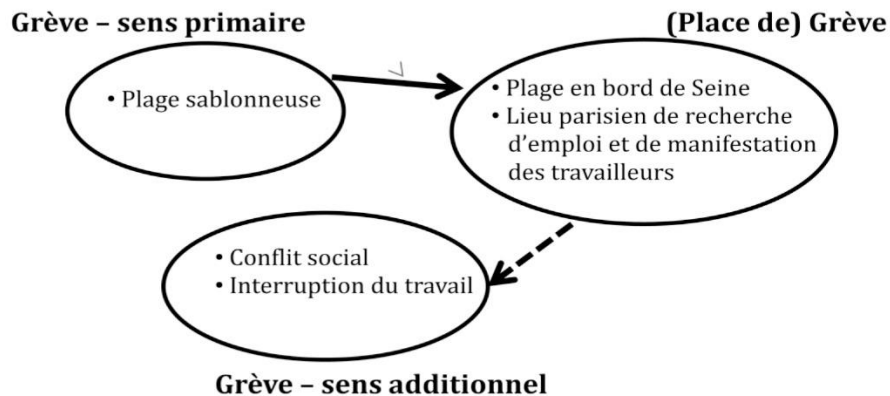 Grève – sens primaire
(Place de) Grève
• Plage sablonneuse
• Plage en bord de Seine
• Lieu parisien de recherche
d'emploi et de manifestation
des travailleurs
• Conflit social
• Interruption du travail
Grève – sens additionnel